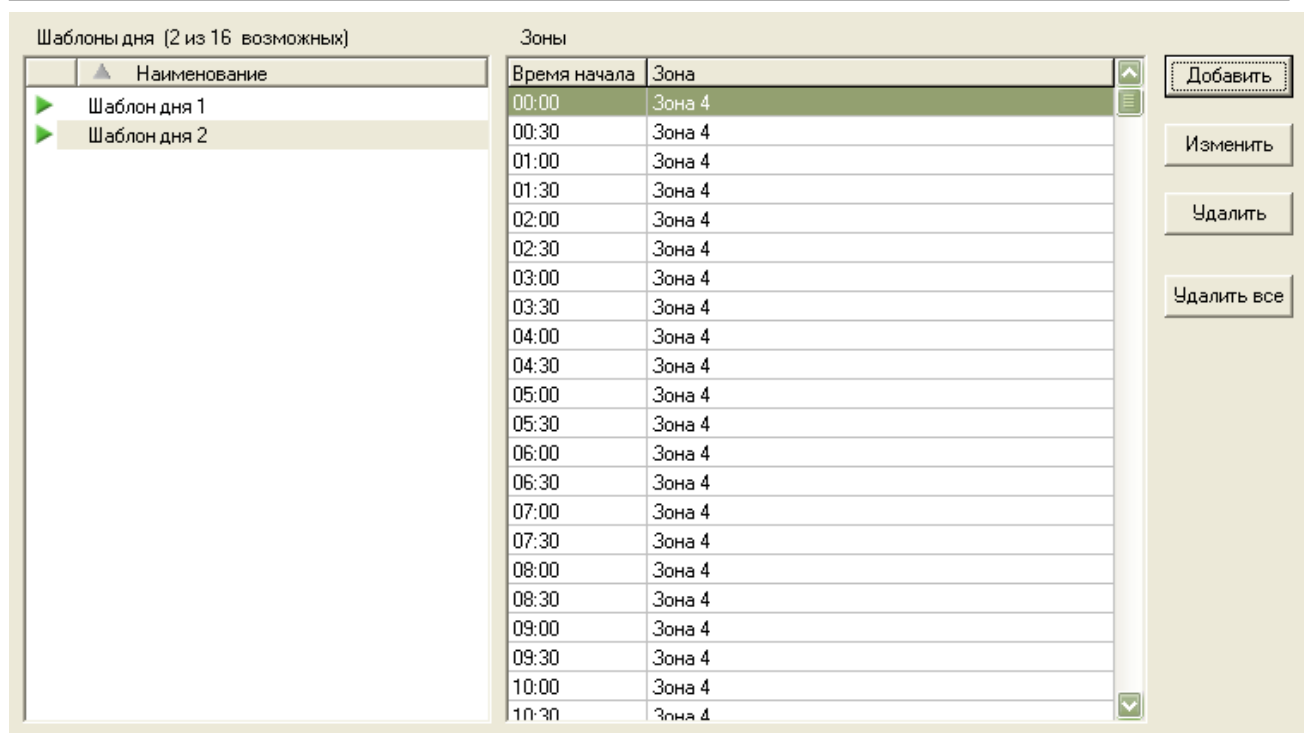 Шаблоны дня (2 из 16 возможных)
Зоны
Наименование
Шаблон дня 1
Шаблон дня 2
Время начала Зона
00:00 Зона 4
00:30 Зона 4
01:00 Зона 4
01:30 Зона 4
02:00 Зона 4
02:30 Зона 4
03:00 Зона 4
03:30 Зона 4
04:00 Зона 4
04:30 Зона 4
05:00 Зона 4
05:30 Зона 4
06:00 Зона 4
06:30 Зона 4
07:00 Зона 4
07:30 Зона 4
08:00 Зона 4
08:30 Зона 4
09:00 Зона 4
09:30 Зона 4
10:00 Зона 4
10:30 Зона 4
Добавить
Изменить
Удалить
Удалить все